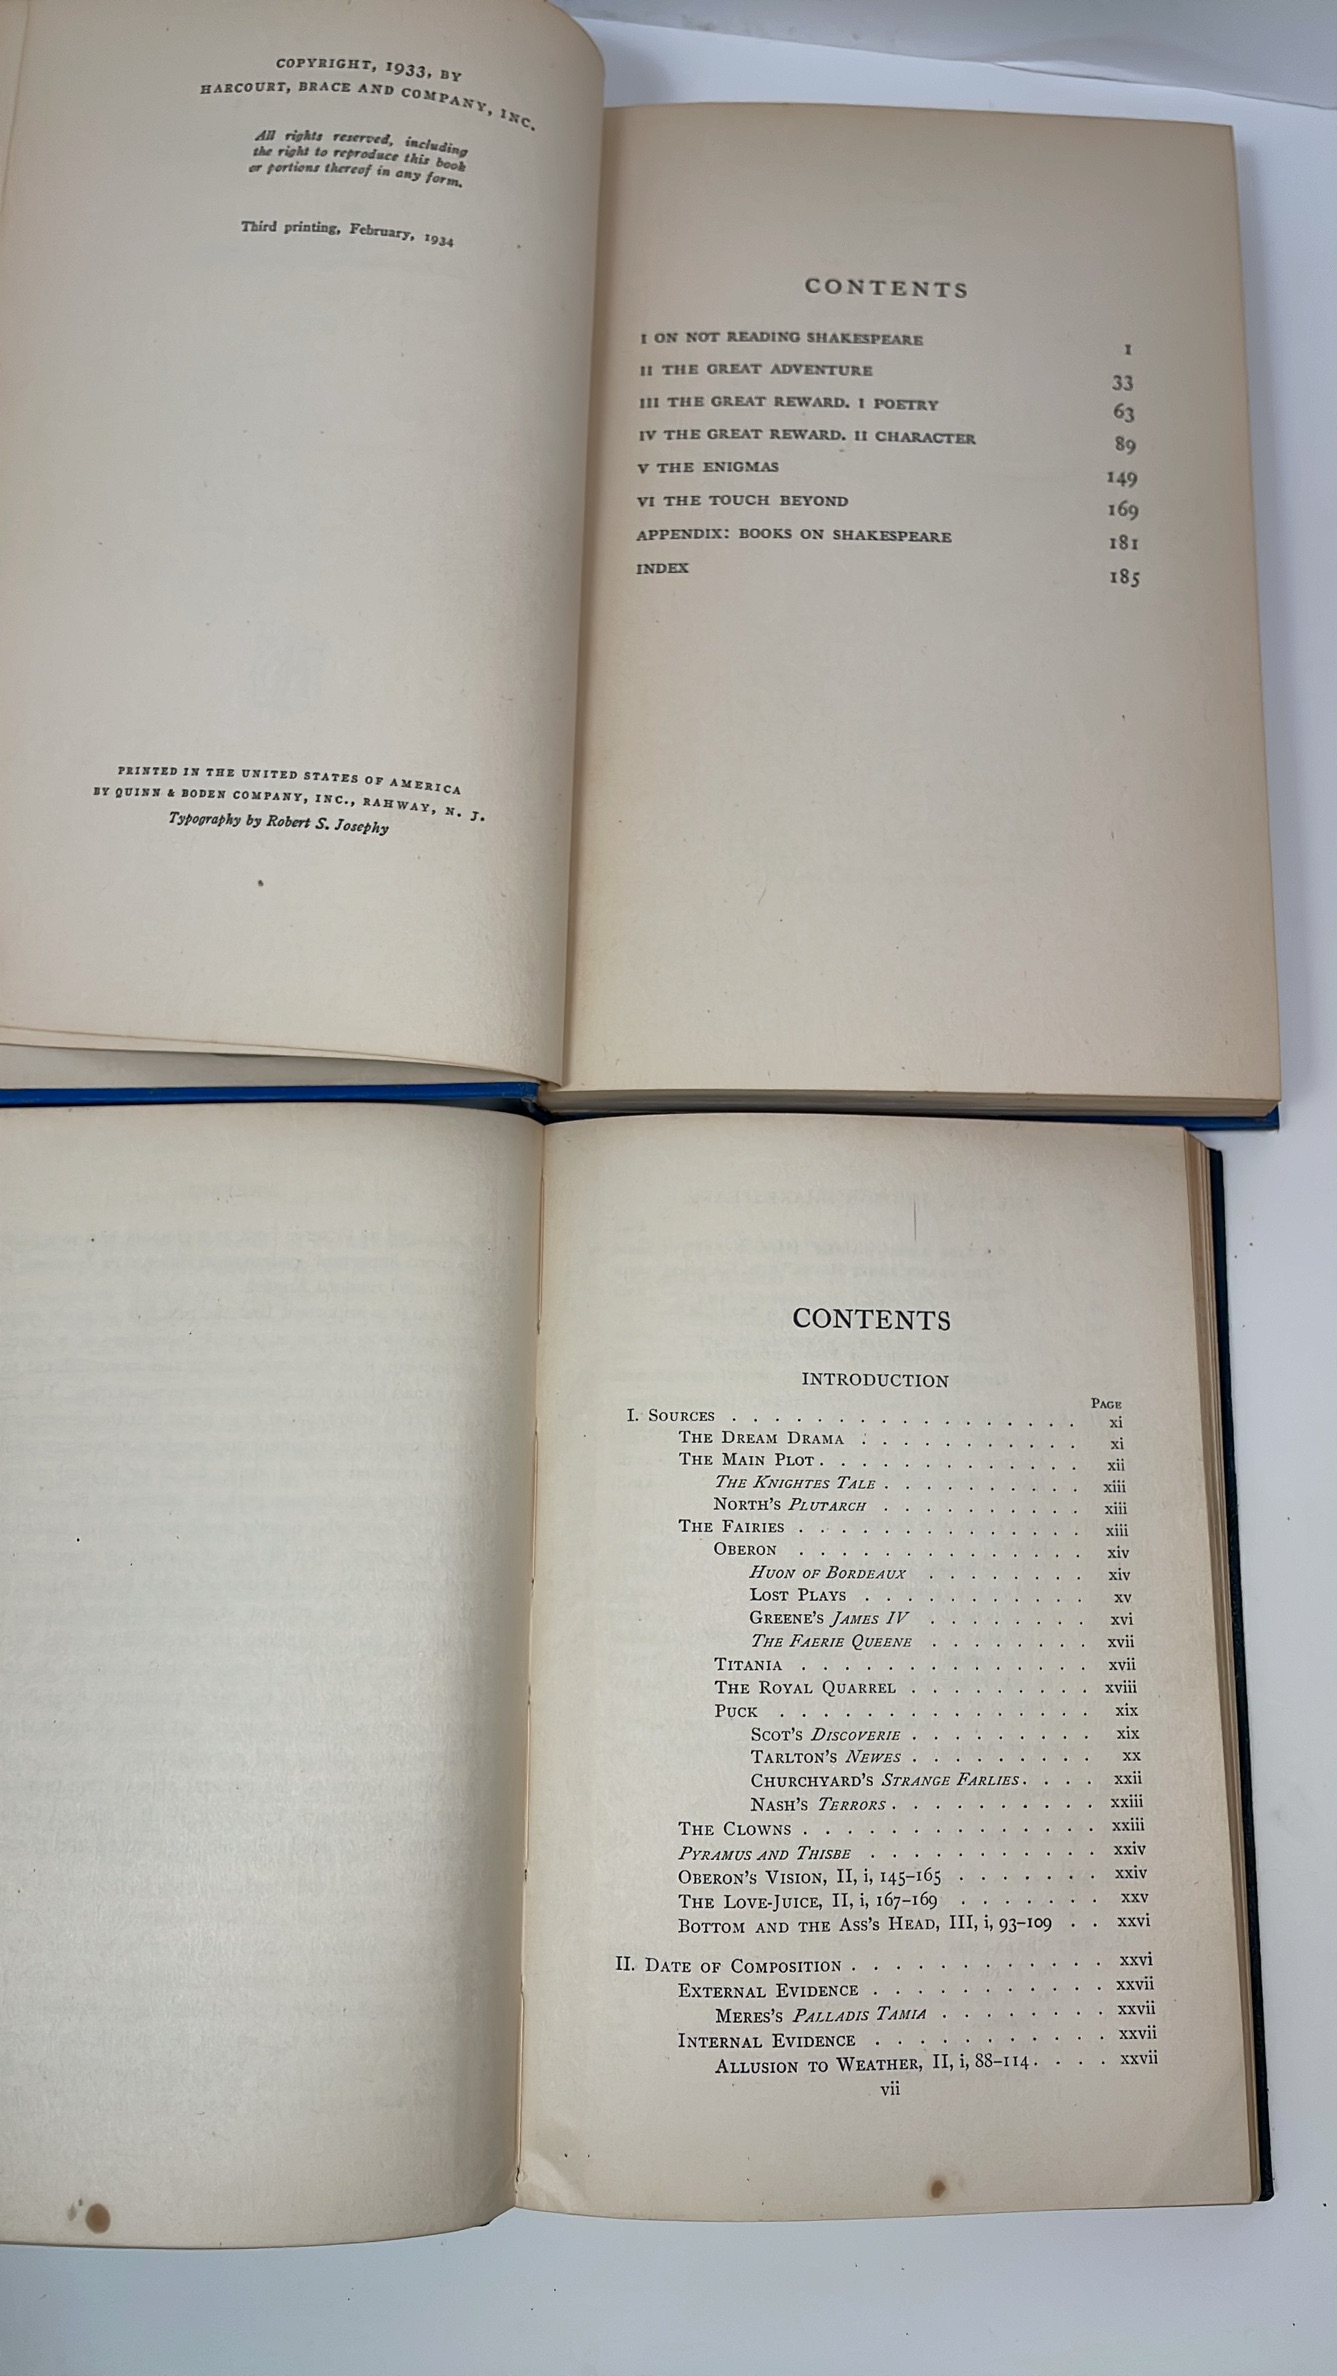 COPYRIGHT, 1933, BY
HARCOURT, BRACE AND COMPANY, INC.
All rights reserved, including
the right to reproduce this book
or portions thereof in any form.
Third printing, February, 1934
PRINTED IN THE UNITED STATES OF AMERICA
BY QUINN & BODEN COMPANY, INC., RAHWAY, N. J.
Typography by Robert S. Josephy
CONTENTS
I ON NOT READING SHAKESPEARE 1
II THE GREAT ADVENTURE 33
III THE GREAT REWARD. I POETRY 63
IV THE GREAT REWARD. II CHARACTER 89
V THE ENIGMAS 149
VI THE TOUCH BEYOND 169
APPENDIX: BOOKS ON SHAKESPEARE 181
INDEX 185
CONTENTS
INTRODUCTION
PAGE
I. SOURCES . . . . . . . . . . . . . . . . . xi
THE DREAM DRAMA . . . . . . . . . . . xi
THE MAIN PLOT . . . . . . . . . . . . . xii
THE KNIGHTES TALE . . . . . . . . . . xiii
NORTH'S PLUTARCH . . . . . . . . . . xiii
THE FAIRIES . . . . . . . . . . . . . . xiii
OBERON . . . . . . . . . . . . . . xiv
HUON OF BORDEAUX . . . . . . . . xiv
LOST PLAYS . . . . . . . . . . . xv
GREENE'S JAMES IV . . . . . . . . xvi
THE FAERIE QUEENE . . . . . . . . xvii
TITANIA . . . . . . . . . . . . . . xvii
THE ROYAL QUARREL . . . . . . . . . xviii
PUCK . . . . . . . . . . . . . . . xix
SCOT'S DISCOVERIE . . . . . . . . . xix
TARLTON'S NEWES . . . . . . . . . xx
CHURCHYARD'S STRANGE FARLIES . . . . xxii
NASH'S TERRORS . . . . . . . . . . xxiii
THE CLOWNS . . . . . . . . . . . . . . xxiii
PYRAMUS AND THISBE . . . . . . . . . . . xxiv
OBERON'S VISION, II, i, 145–165 . . . . . . . xxiv
THE LOVE-JUICE, II, i, 167–169 . . . . . . . xxv
BOTTOM AND THE ASS'S HEAD, III, i, 93–109 . . xxvi
II. DATE OF COMPOSITION . . . . . . . . . . . . xxvi
EXTERNAL EVIDENCE . . . . . . . . . . . xxvii
MERES'S PALLADIS TAMIA . . . . . . . . xxvii
INTERNAL EVIDENCE . . . . . . . . . . . xxvii
ALLUSION TO WEATHER, II, i, 88–114 . . . . xxvii
vii